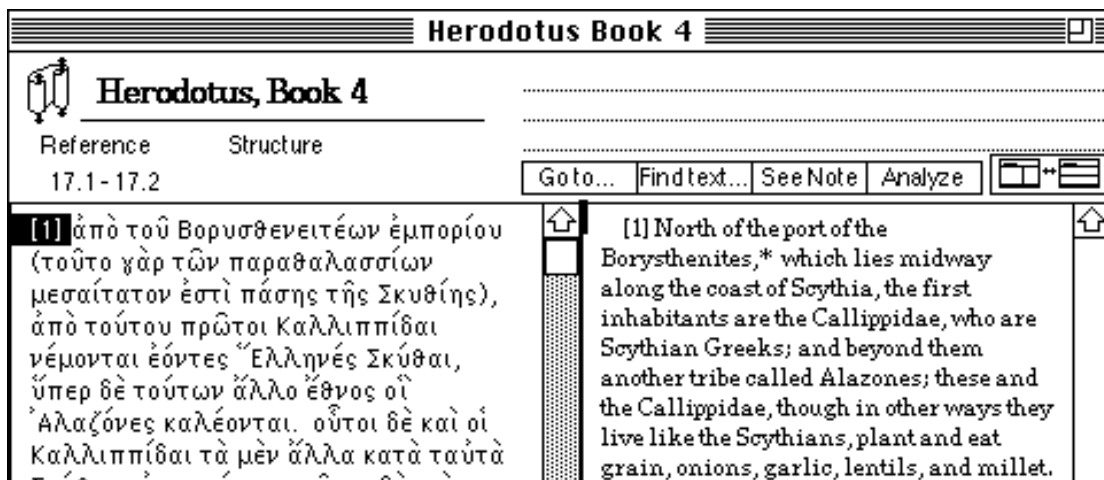 Herodotus Book 4
Herodotus, Book 4
Reference Structure
17.1 - 17.2
Go to... Find text... See Note Analyze
[1] ἀπὸ τοῦ Βορυσθενειτέων ἐμπορίου
(τοῦτο γὰρ τῶν παραθαλασσίων
μεσαίτατον ἐστὶ πάσης τῆς Σκυθίης),
ἀπὸ τούτου πρῶτοι Καλλιππίδαι
νέμονται ἐόντες Ἕλληνές Σκύθαι,
ὕπερ δὲ τούτων ἄλλο ἔθνος οἳ
Ἀλαζόνες καλέονται. οὗτοι δὲ καὶ οἱ
Καλλιππίδαι τὰ μὲν ἄλλα κατὰ ταὐτὰ
[1] North of the port of the
Borysthenites,* which lies midway
along the coast of Scythia, the first
inhabitants are the Callippidae, who are
Scythian Greeks; and beyond them
another tribe called Alazones; these and
the Callippidae, though in other ways they
live like the Scythians, plant and eat
grain, onions, garlic, lentils, and millet.